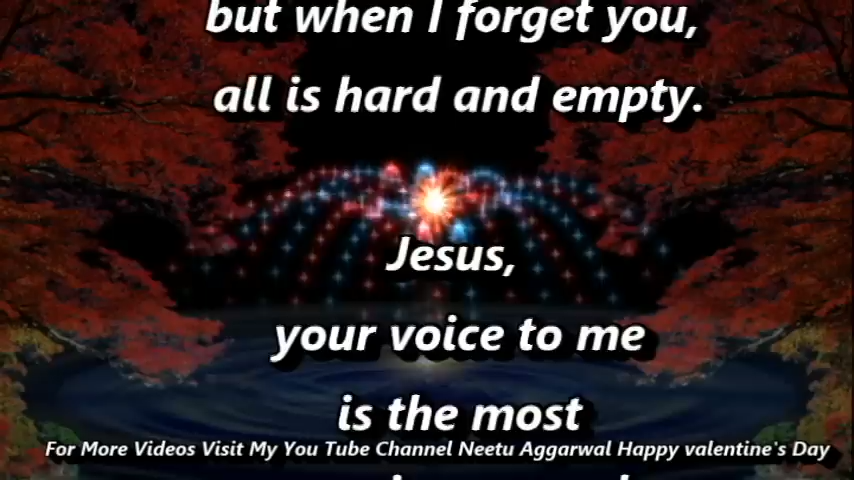 but when I forget you,
all is hard and empty.
Jesus,
your voice to me
is the most
For More Videos Visit My You Tube Channel Neetu Aggarwal Happy valentine's Day